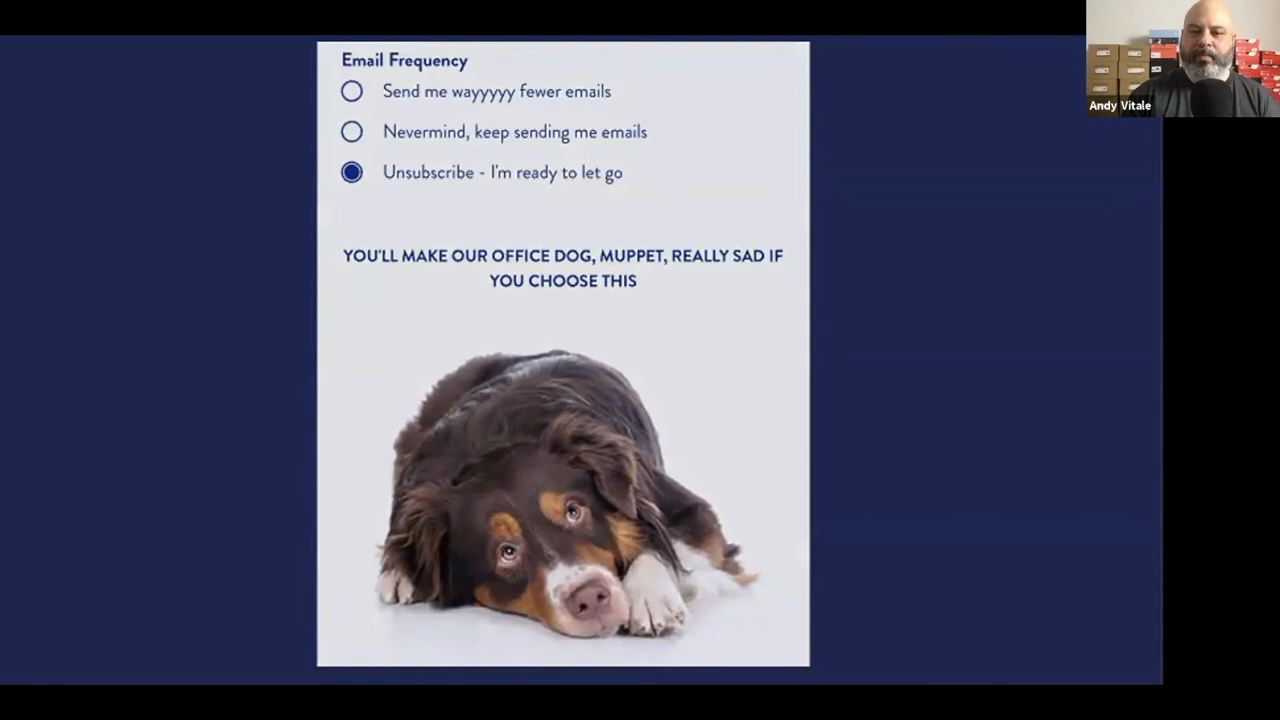 Email Frequency
Send me wayyyyy fewer emails
Nevermind, keep sending me emails
Unsubscribe - I'm ready to let go
YOU'LL MAKE OUR OFFICE DOG, MUPPET, REALLY SAD IF
YOU CHOOSE THIS
Andy Vitale